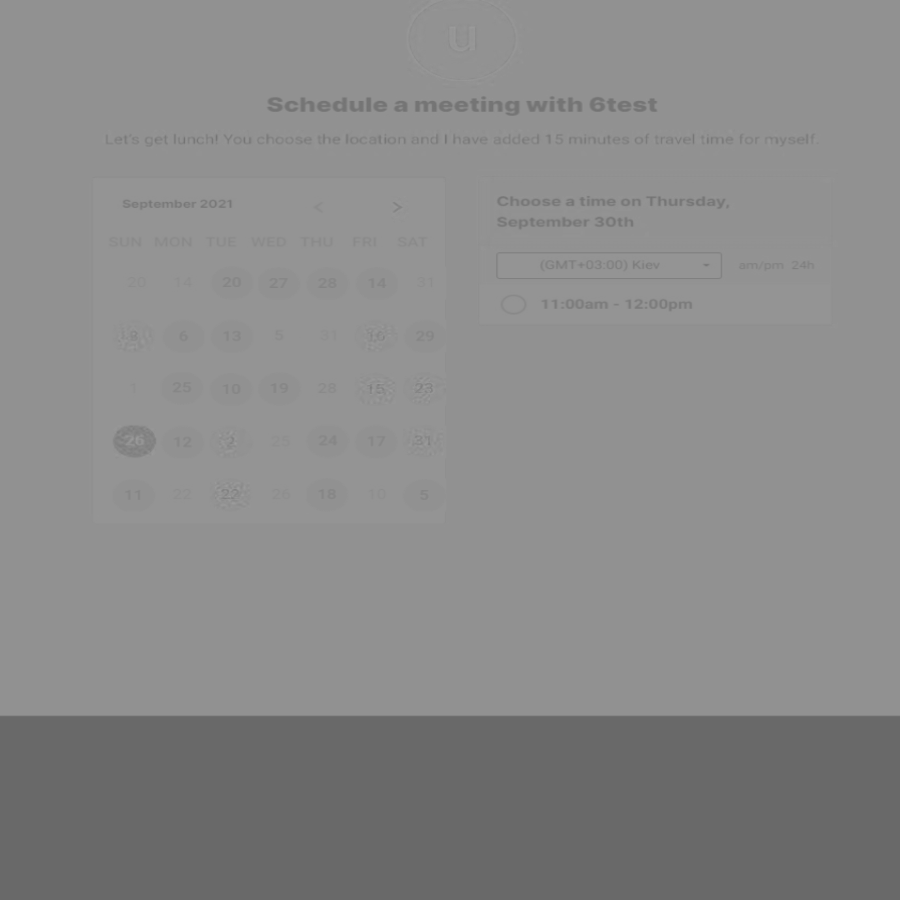 u
Schedule a meeting with 6test
Let's get lunch! You choose the location and I have added 15 minutes of travel time for myself.
September 2021 < >
SUN MON TUE WED THU FRI SAT
20 14 20 27 28 14 31
8 6 13 5 31 16 29
1 25 10 19 28 15 23
26 12 2 25 24 17 31
11 22 22 26 18 10 5
Choose a time on Thursday,
September 30th
(GMT+03:00) Kiev am/pm 24h
11:00am - 12:00pm